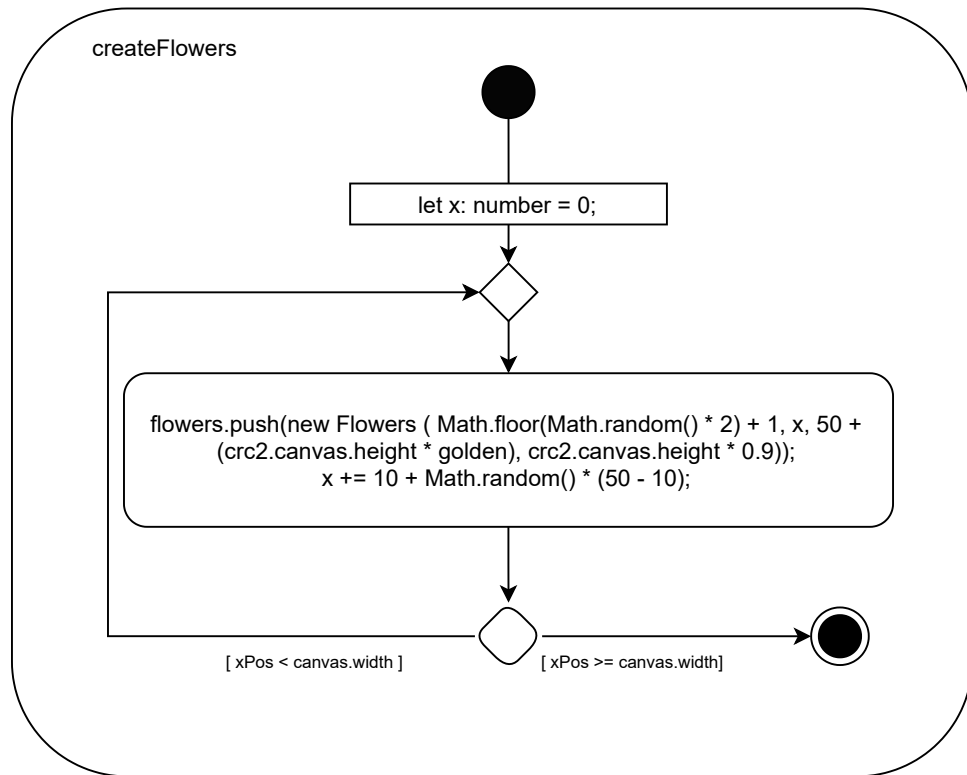 createFlowers
let x: number = 0;
flowers.push(new Flowers ( Math.floor(Math.random() * 2) + 1, x, 50 +
(crc2.canvas.height * golden), crc2.canvas.height * 0.9));
x += 10 + Math.random() * (50 - 10);
[ xPos < canvas.width ]
[ xPos >= canvas.width]